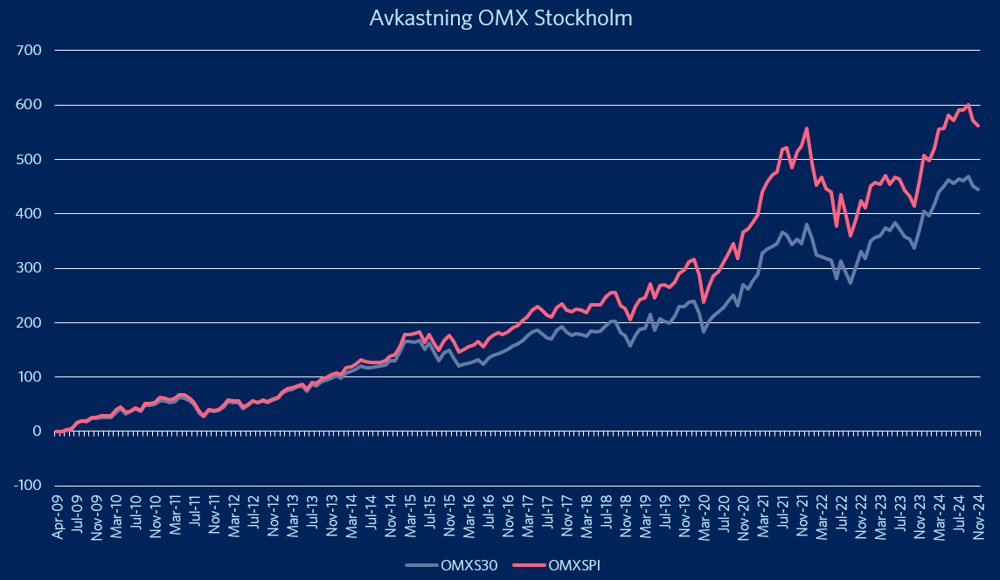 Avkastning OMX Stockholm
700
600
500
400
300
200
100
0
-100
Apr-09
Jul-09
Nov-09
Mar-10
Jul-10
Nov-10
Mar-11
Jul-11
Nov-11
Mar-12
Jul-12
Nov-12
Mar-13
Jul-13
Nov-13
Mar-14
Jul-14
Nov-14
Mar-15
Jul-15
Nov-15
Mar-16
Jul-16
Nov-16
Mar-17
Jul-17
Nov-17
Mar-18
Jul-18
Nov-18
Mar-19
Jul-19
Nov-19
Mar-20
Jul-20
Nov-20
Mar-21
Jul-21
Nov-21
Mar-22
Jul-22
Nov-22
Mar-23
Jul-23
Nov-23
Mar-24
Jul-24
Nov-24
OMXS30
OMXSPI